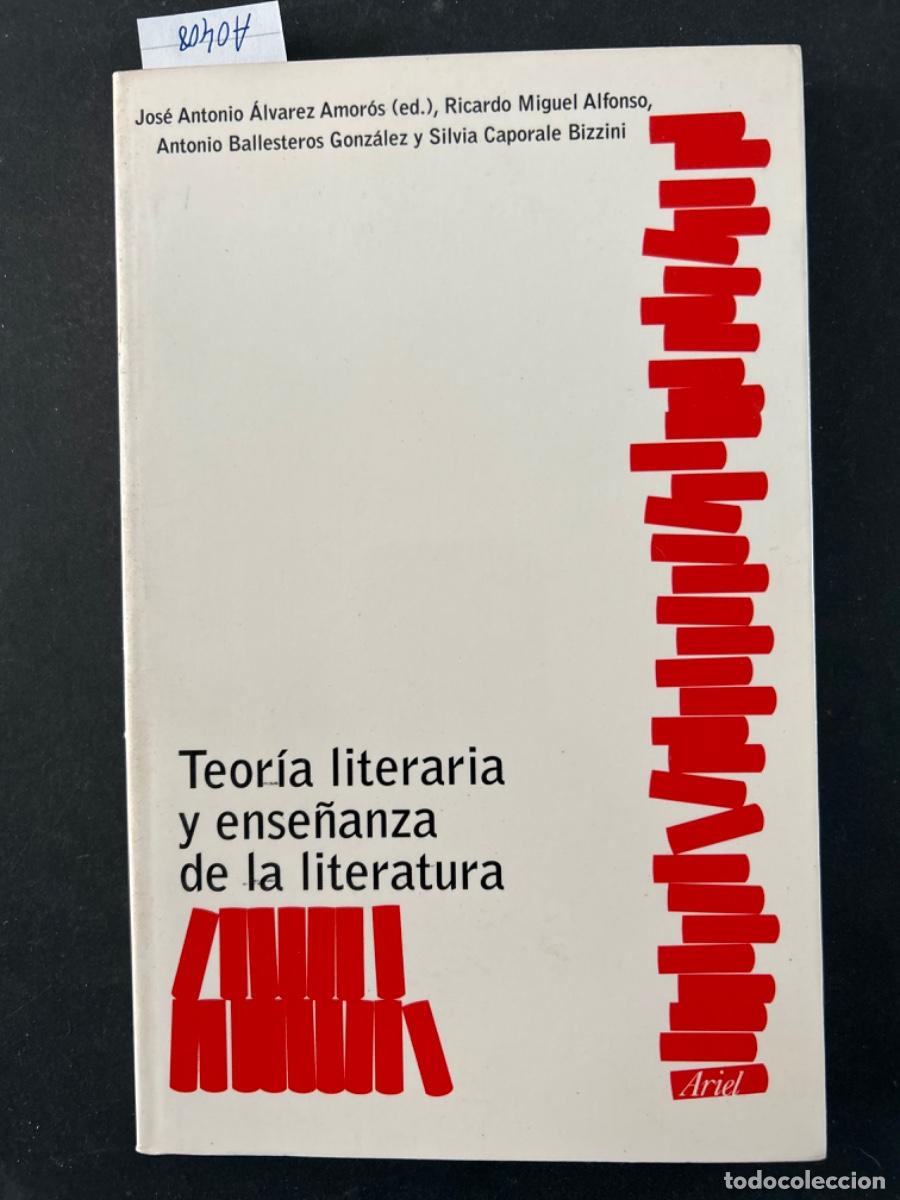 A0408
José Antonio Álvarez Amorós (ed.), Ricardo Miguel Alfonso,
Antonio Ballesteros González y Silvia Caporale Bizzini
Teoría literaria
y enseñanza
de la literatura
Ariel
todocoleccion